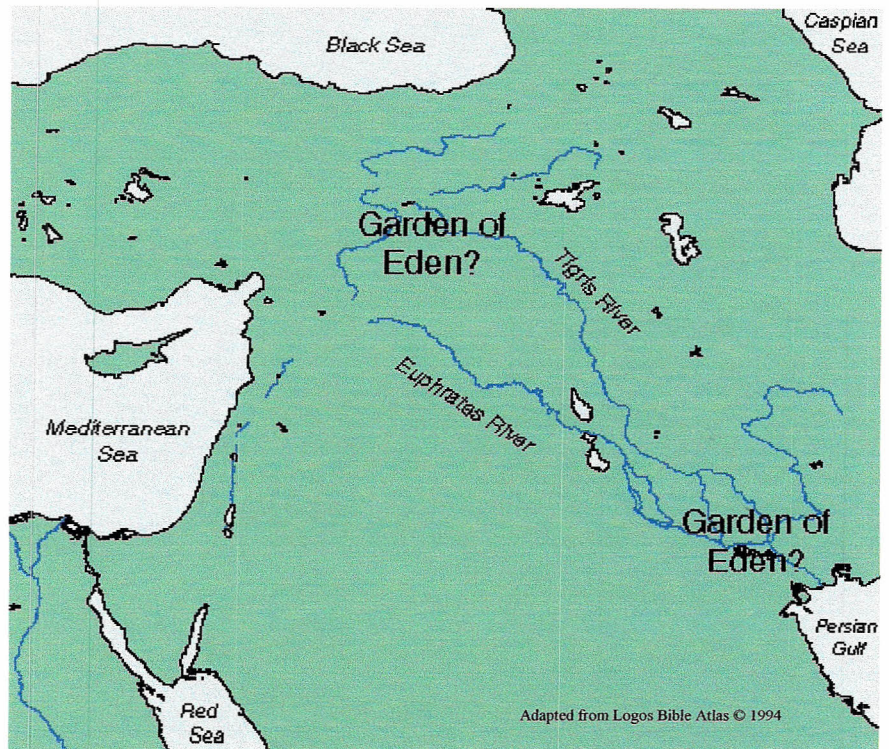 Black Sea
Caspian
Sea
Garden of
Eden?
Tigris River
Euphrates River
Mediterranean
Sea
Garden of
Eden?
Persian
Gulf
Red
Sea
Adapted from Logos Bible Atlas © 1994